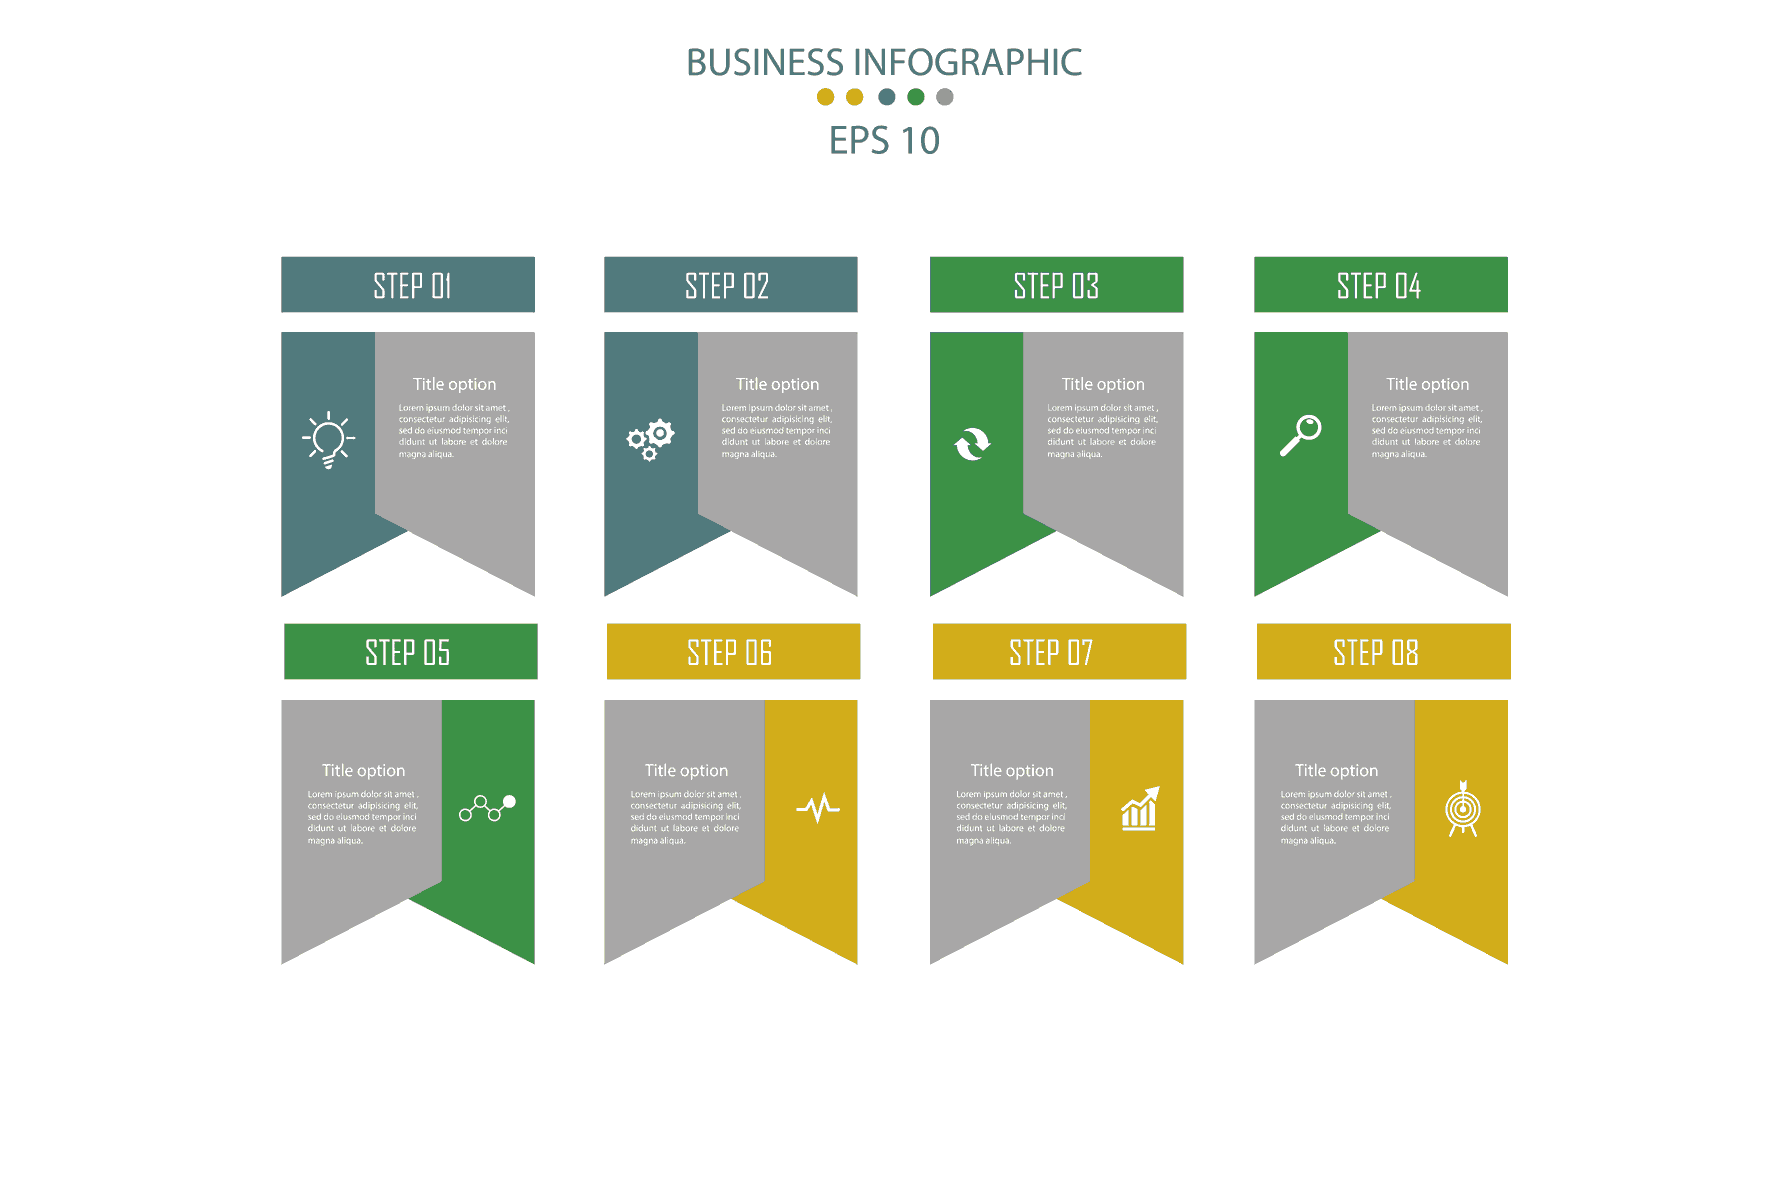 BUSINESS INFOGRAPHIC
EPS 10
STEP 01
STEP 02
STEP 03
STEP 04
Title option
Lorem ipsum dolor sit amet ,
consectetur adipisicing elit,
sed do eiusmod tempor inci
didunt ut labore et dolore
magna aliqua.
Title option
Lorem ipsum dolor sit amet ,
consectetur adipisicing elit,
sed do eiusmod tempor inci
didunt ut labore et dolore
magna aliqua.
Title option
Lorem ipsum dolor sit amet ,
consectetur adipisicing elit,
sed do eiusmod tempor inci
didunt ut labore et dolore
magna aliqua.
Title option
Lorem ipsum dolor sit amet ,
consectetur adipisicing elit,
sed do eiusmod tempor inci
didunt ut labore et dolore
magna aliqua.
STEP 05
STEP 06
STEP 07
STEP 08
Title option
Lorem ipsum dolor sit amet ,
consectetur adipisicing elit,
sed do eiusmod tempor inci
didunt ut labore et dolore
magna aliqua.
Title option
Lorem ipsum dolor sit amet ,
consectetur adipisicing elit,
sed do eiusmod tempor inci
didunt ut labore et dolore
magna aliqua.
Title option
Lorem ipsum dolor sit amet ,
consectetur adipisicing elit,
sed do eiusmod tempor inci
didunt ut labore et dolore
magna aliqua.
Title option
Lorem ipsum dolor sit amet ,
consectetur adipisicing elit,
sed do eiusmod tempor inci
didunt ut labore et dolore
magna aliqua.